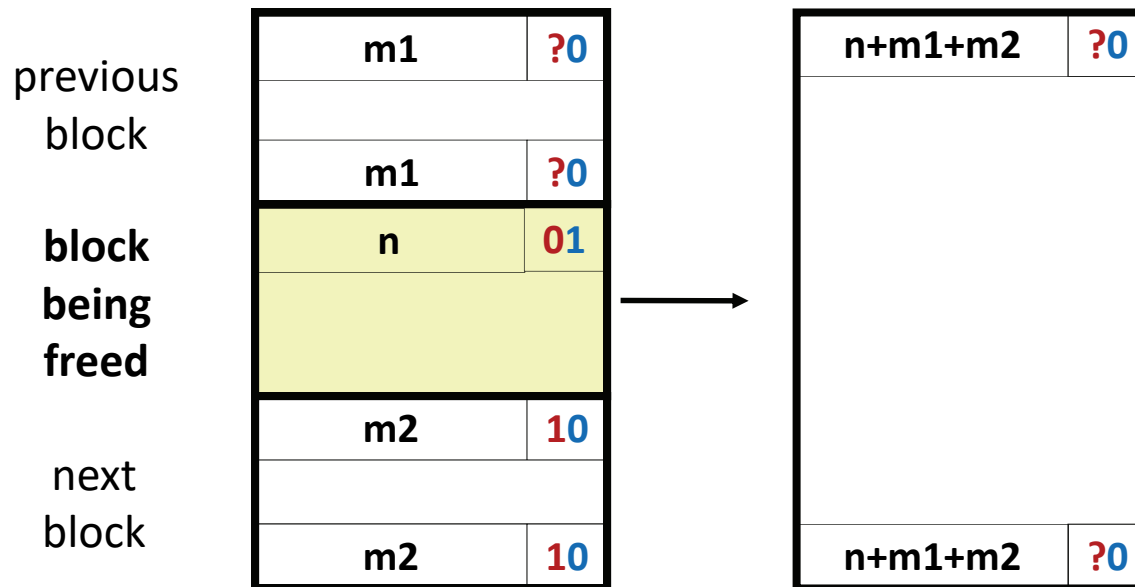 previous
block
m1 ?0
m1 ?0
block
being
freed
n 01
next
block
m2 10
m2 10
n+m1+m2 ?0
n+m1+m2 ?0